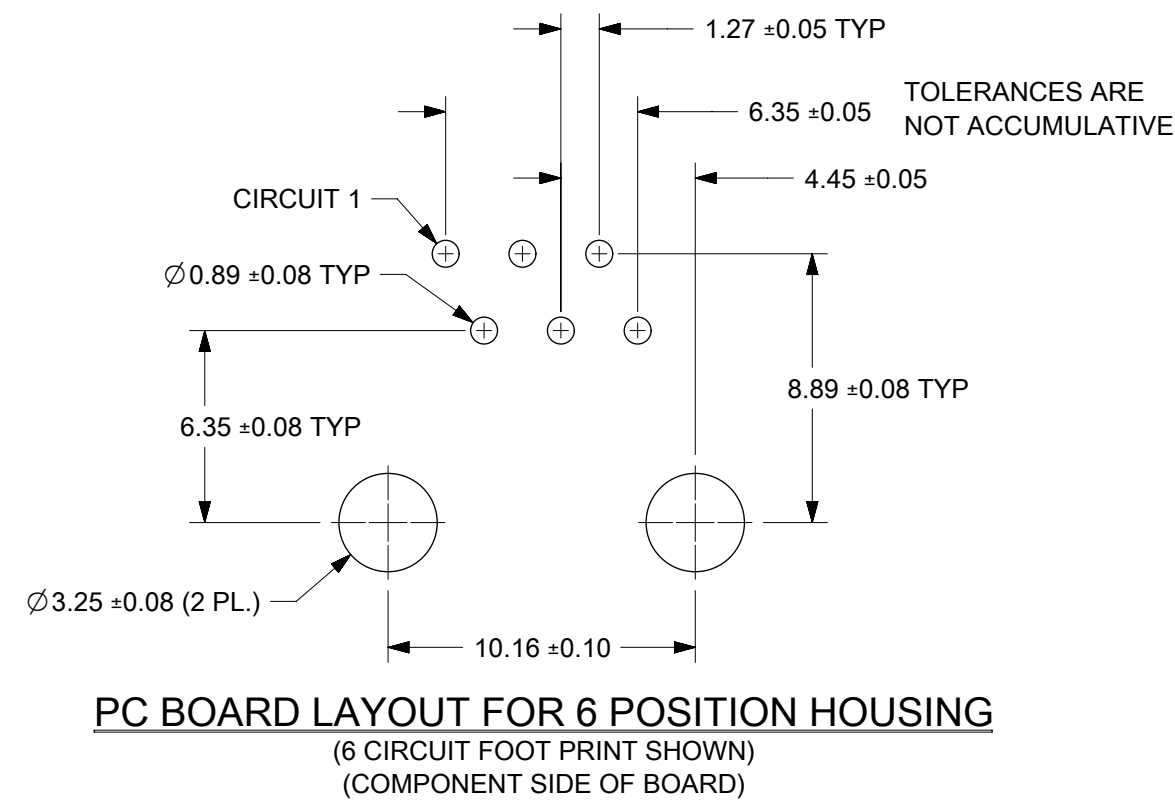 1.27 ±0.05 TYP
6.35 ±0.05
TOLERANCES ARE
NOT ACCUMULATIVE
4.45 ±0.05
CIRCUIT 1
∅0.89 ±0.08 TYP
8.89 ±0.08 TYP
6.35 ±0.08 TYP
∅3.25 ±0.08 (2 PL.)
10.16 ±0.10
PC BOARD LAYOUT FOR 6 POSITION HOUSING
(6 CIRCUIT FOOT PRINT SHOWN)
(COMPONENT SIDE OF BOARD)